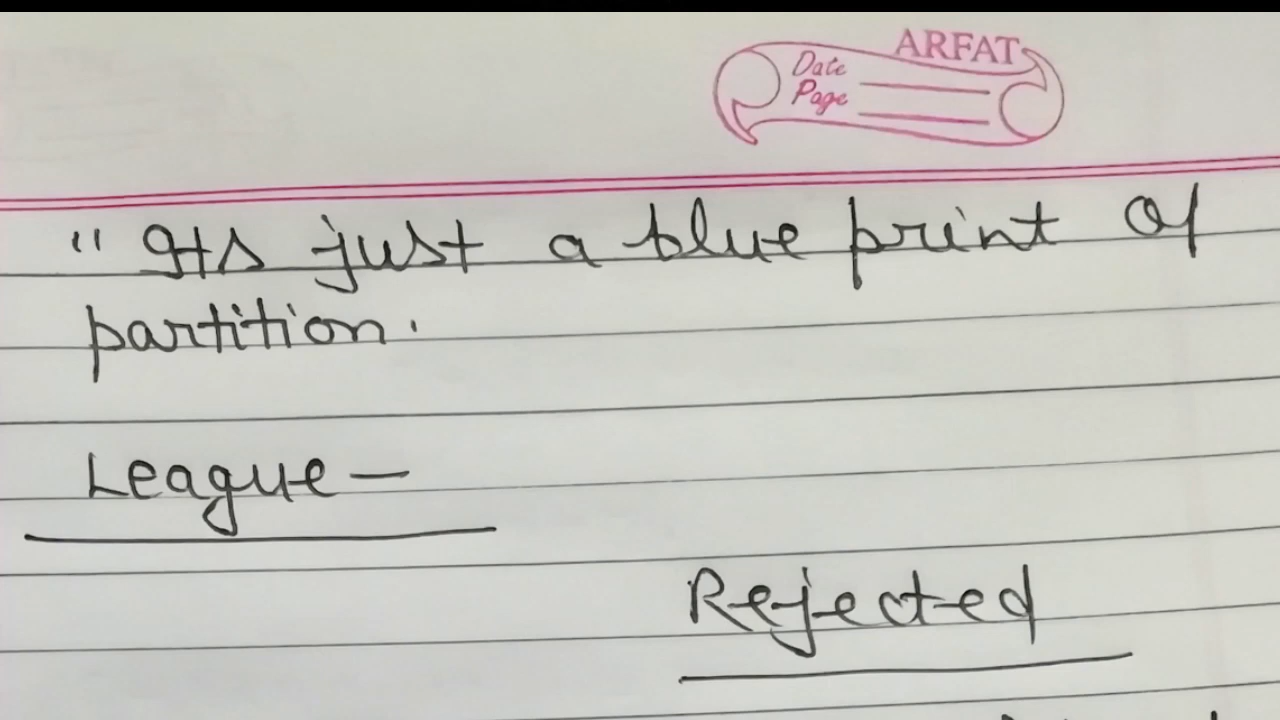 ARFAT
Date
Page
" Its just a blue print of
partition.
League —
Rejected